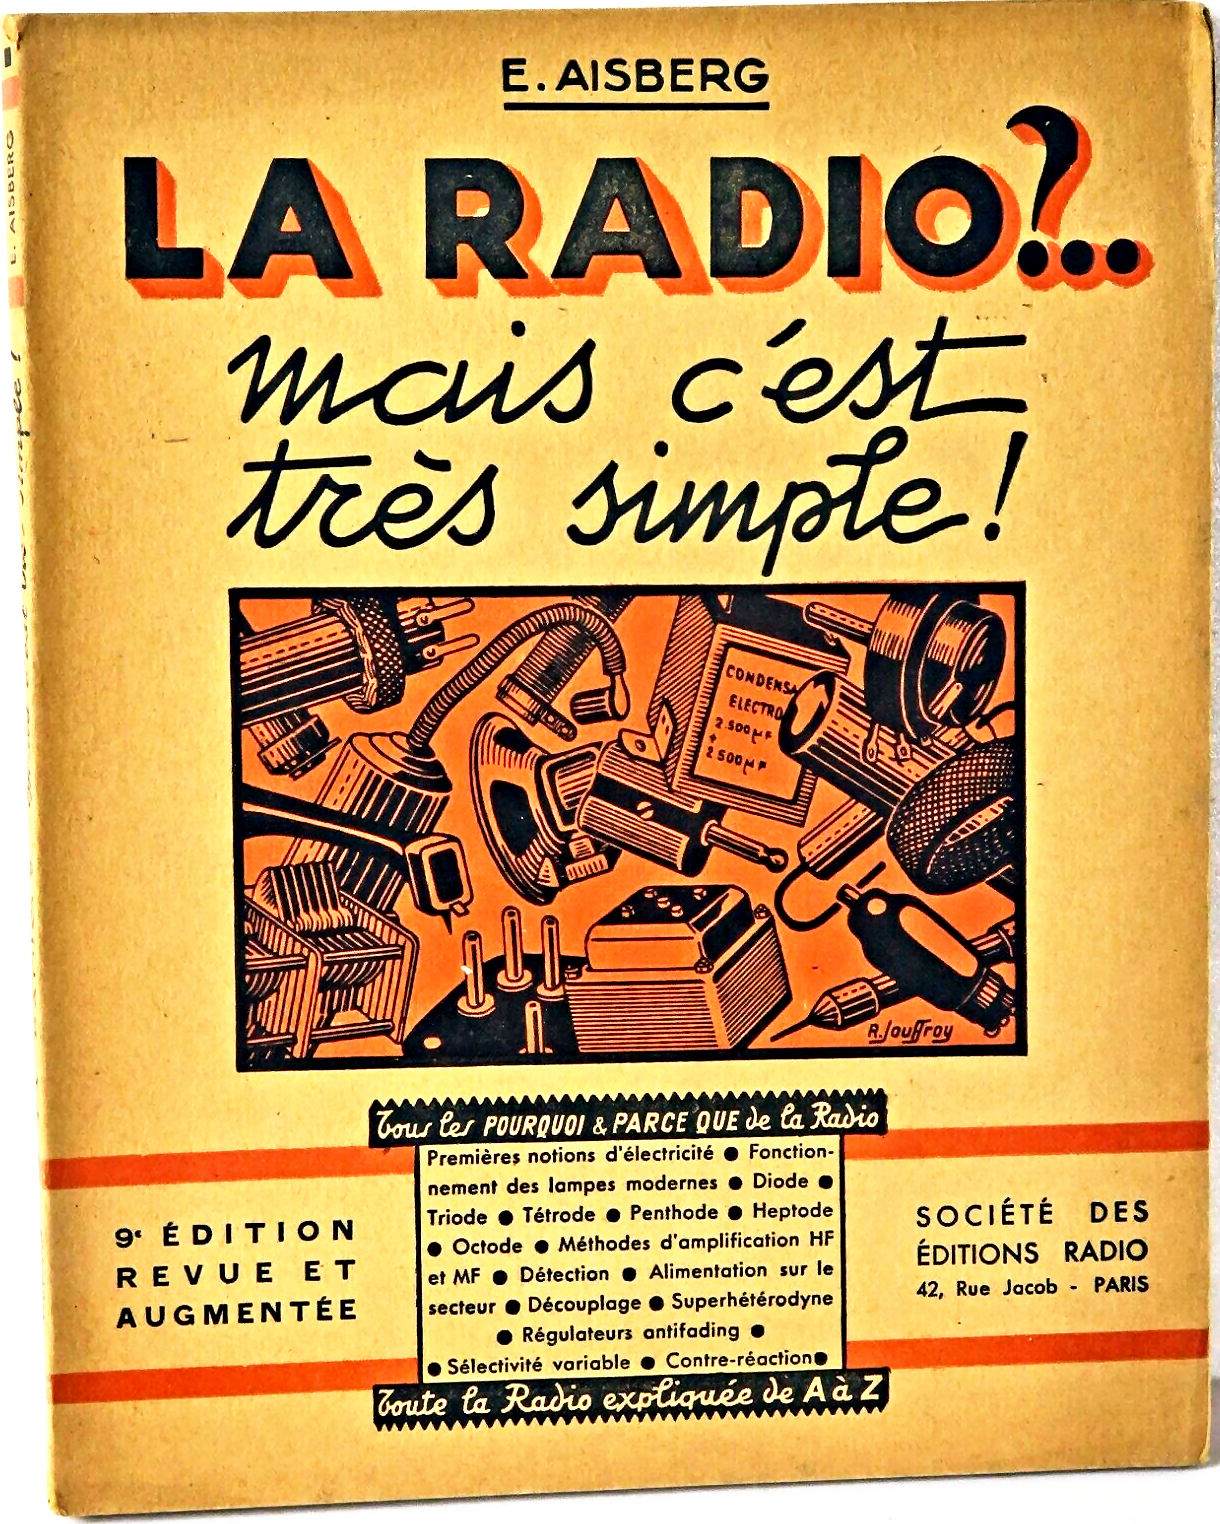 E. AISBERG
LA RADIO?...
mais c'est
très simple!
CONDENSA
ELECTRO
2.500µF
+
2500µF
R. Jouffroy
Tous les POURQUOI & PARCE QUE de la Radio
Premières notions d'électricité ● Fonction-
nement des lampes modernes ● Diode ●
Triode ● Tétrode ● Penthode ● Heptode
● Octode ● Méthodes d'amplification HF
et MF ● Détection ● Alimentation sur le
secteur ● Découplage ● Superhétérodyne
● Régulateurs antifading ●
● Sélectivité variable ● Contre-réaction ●
Toute la Radio expliquée de A à Z
9e ÉDITION
REVUE ET
AUGMENTÉE
SOCIÉTÉ DES
ÉDITIONS RADIO
42, Rue Jacob - PARIS
E. AISBERG